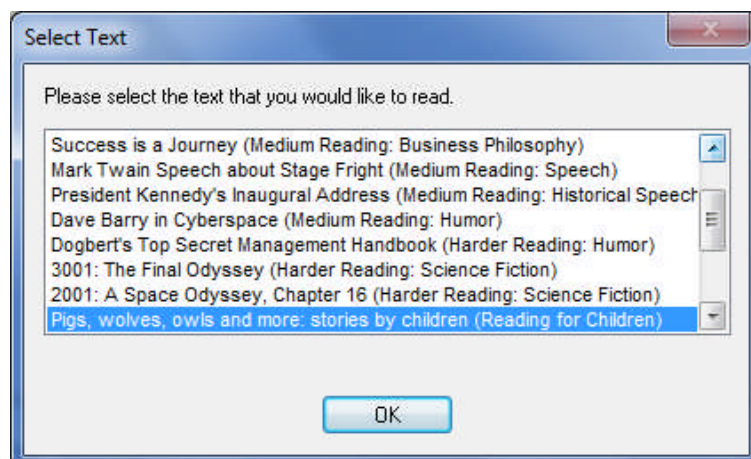 Select Text
Please select the text that you would like to read.
Success is a Journey (Medium Reading: Business Philosophy)
Mark Twain Speech about Stage Fright (Medium Reading: Speech)
President Kennedy's Inaugural Address (Medium Reading: Historical Speech
Dave Barry in Cyberspace (Medium Reading: Humor)
Dogbert's Top Secret Management Handbook (Harder Reading: Humor)
3001: The Final Odyssey (Harder Reading: Science Fiction)
2001: A Space Odyssey, Chapter 16 (Harder Reading: Science Fiction)
Pigs, wolves, owls and more: stories by children (Reading for Children)
OK